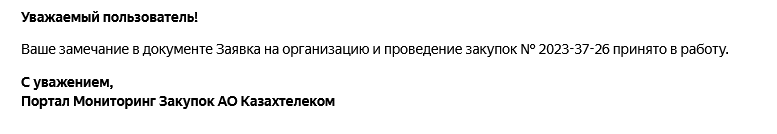 Уважаемый пользователь!
Ваше замечание в документе Заявка на организацию и проведение закупок № 2023-37-26 принято в работу.
С уважением,
Портал Мониторинг Закупок АО Казахтелеком